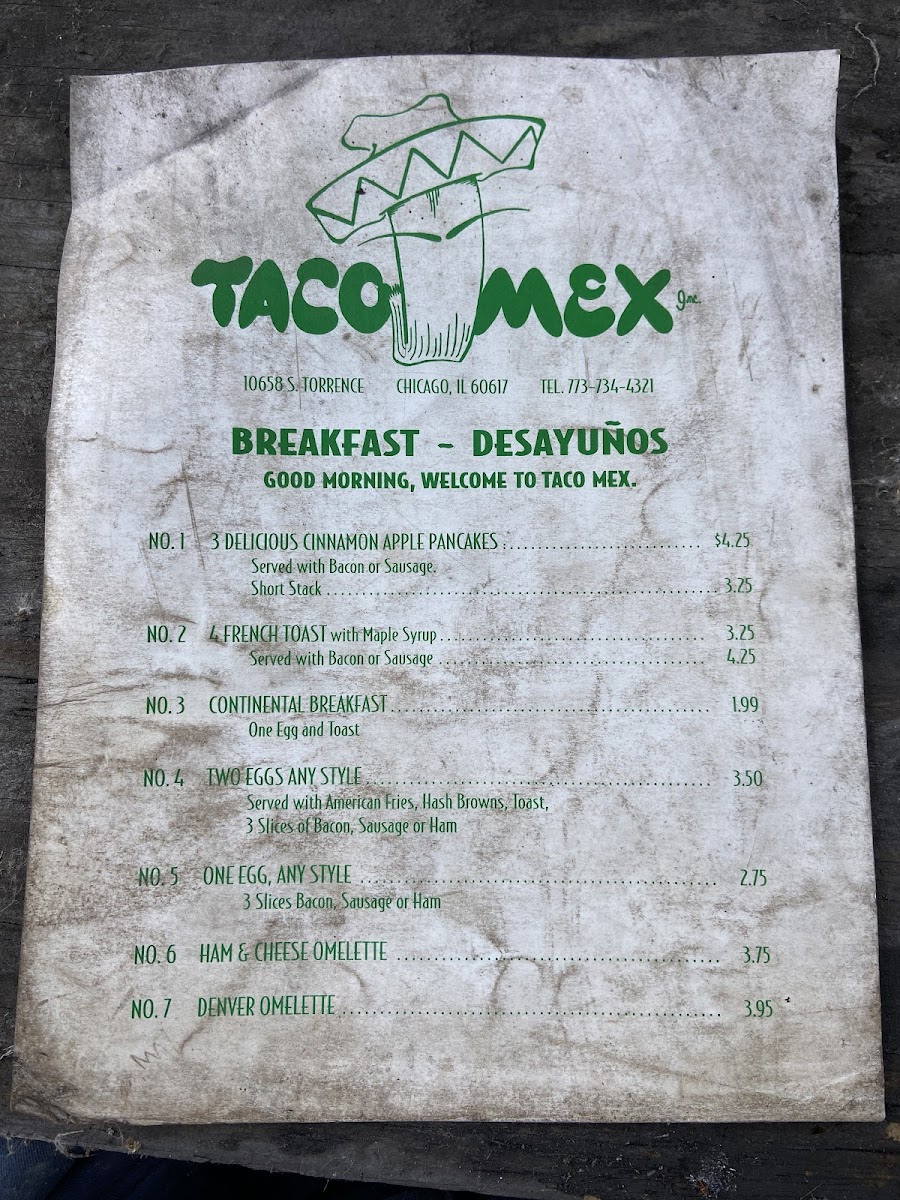 TACO MEX Inc.
10658 S. TORRENCE CHICAGO, IL 60617 TEL. 773-734-4321
BREAKFAST - DESAYUÑOS
GOOD MORNING, WELCOME TO TACO MEX.
NO. 1 3 DELICIOUS CINNAMON APPLE PANCAKES $4.25
Served with Bacon or Sausage.
Short Stack 3.25
NO. 2 4 FRENCH TOAST with Maple Syrup 3.25
Served with Bacon or Sausage 4.25
NO. 3 CONTINENTAL BREAKFAST 1.99
One Egg and Toast
NO. 4 TWO EGGS ANY STYLE 3.50
Served with American Fries, Hash Browns, Toast,
3 Slices of Bacon, Sausage or Ham
NO. 5 ONE EGG, ANY STYLE 2.75
3 Slices Bacon, Sausage or Ham
NO. 6 HAM & CHEESE OMELETTE 3.75
NO. 7 DENVER OMELETTE 3.95